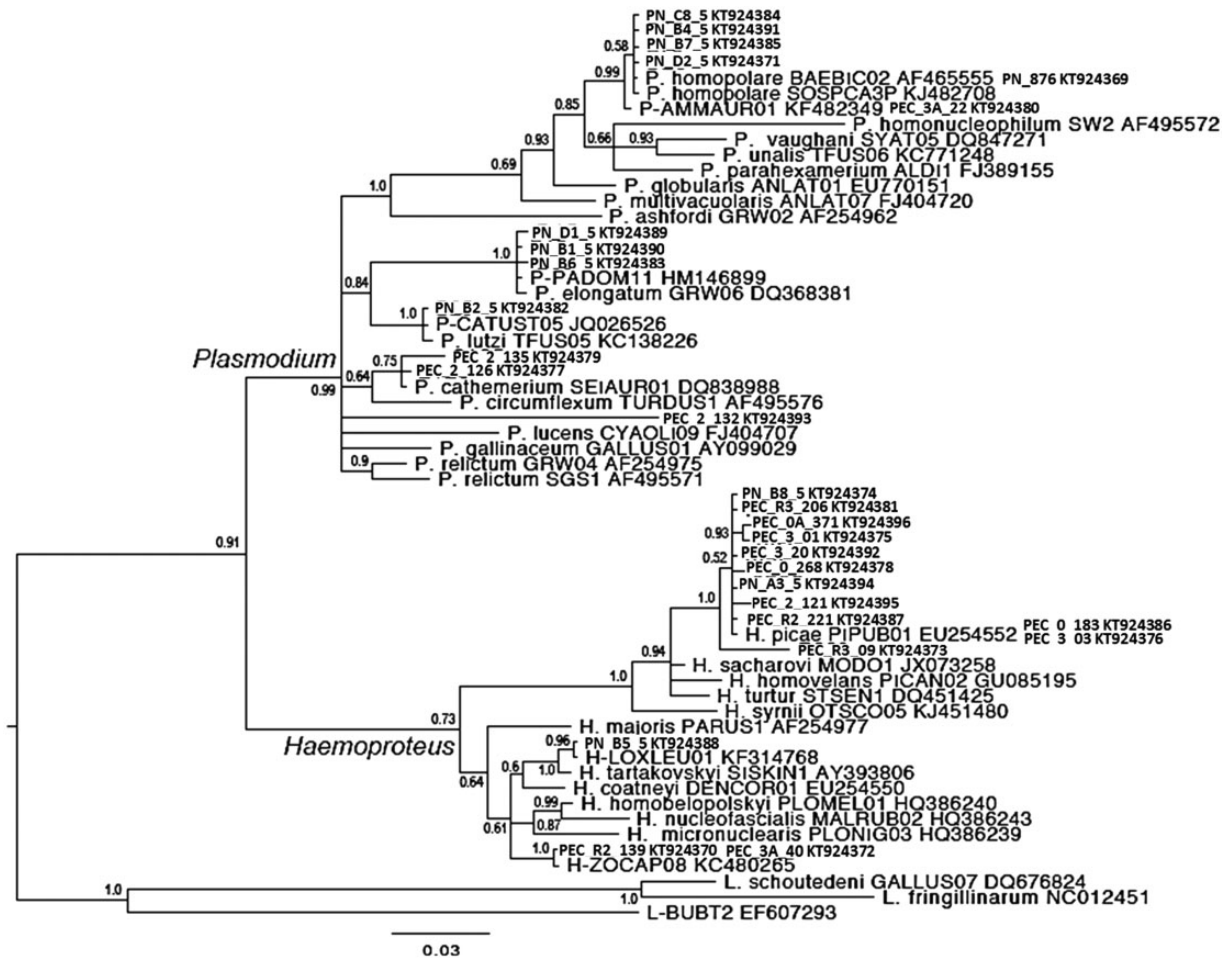 PN_C8_5 KT924384
PN_B4_5 KT924391
PN_B7_5 KT924385
0.58
PN_D2_5 KT924371
0.99
P. homopolare BAEBIC02 AF465555 PN_876 KT924369
P. homopolare SOSPCA3P KJ482708
0.85
P-AMMAUR01 KF482349 PEC_3A_22 KT924380
P. homonucleophilum SW2 AF495572
0.93 0.66 0.93
P. vaughani SYAT05 DQ847271
P. unalis TFUS06 KC771248
0.69
P. parahexamerium ALDI1 FJ389155
1.0
P. globularis ANLAT01 EU770151
P. multivacuolaris ANLAT07 FJ404720
P. ashfordi GRW02 AF254962
PN_D1_5 KT924389
1.0
PN_B1_5 KT924390
PN_B6_5 KT924383
0.84
P-PADOM11 HM146899
P. elongatum GRW06 DQ368381
PN_B2_5 KT924382
1.0
P-CATUST05 JQ026526
P. lutzi TFUS05 KC138226
Plasmodium
0.75
PEC_2_135 KT924379
0.99
0.64
PEC_2_126 KT924377
P. cathemerium SEIAUR01 DQ838988
P. circumflexum TURDUS1 AF495576
PEC_2_132 KT924393
P. lucens CYAOLI09 FJ404707
P. gallinaceum GALLUS01 AY099029
0.9
P. relictum GRW04 AF254975
P. relictum SGS1 AF495571
PN_B8_5 KT924374
PEC_R3_206 KT924381
PEC_0A_371 KT924396
0.93
PEC_3_01 KT924375
0.91
0.52
PEC_3_20 KT924392
PEC_0_268 KT924378
PN_A3_5 KT924394
1.0
PEC_2_121 KT924395
PEC_R2_221 KT924387
H. picae PIPUB01 EU254552 PEC_0_183 KT924386
PEC_3_03 KT924376
PEC_R3_09 KT924373
0.94
H. sacharovi MODO1 JX073258
1.0
H. homovelans PICAN02 GU085195
H. turtur STSEN1 DQ451425
H. syrnii OTSCO05 KJ451480
0.73
H. majoris PARUS1 AF254977
Haemoproteus
0.96
PN_B5_5 KT924388
H-LOXLEU01 KF314768
0.6
1.0
H. tartakovskyi SISKIN1 AY393806
0.64
H. coatneyi DENCOR01 EU254550
0.99
H. homobelopolskyi PLOMEL01 HQ386240
H. nucleofascialis MALRUB02 HQ386243
0.61
0.87
H. micronuclearis PLONIG03 HQ386239
1.0
PEC_R2_139 KT924370 PEC_3A_40 KT924372
H-ZOCAP08 KC480265
1.0
L. schoutedeni GALLUS07 DQ676824
1.0
L. fringillinarum NC012451
L-BUBT2 EF607293
0.03